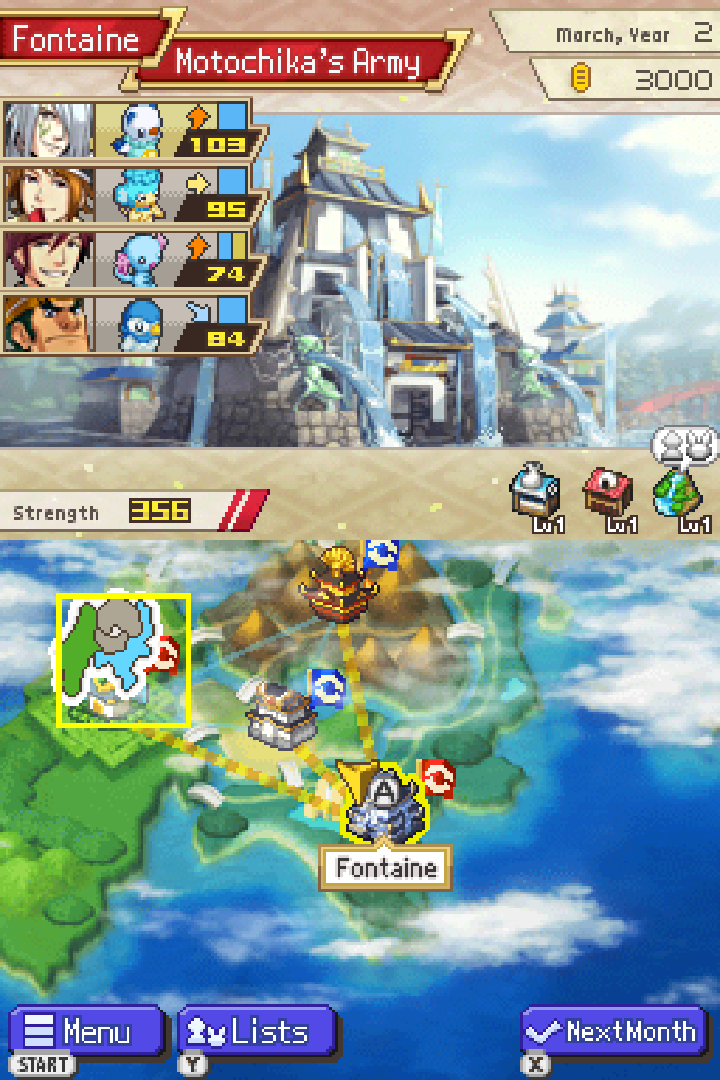 Fontaine
Motochika's Army
March, Year 2
3000
103
95
74
84
Strength 356
Lv1
Lv1
Lv1
A
Fontaine
Menu
START
Lists
Y
NextMonth
X